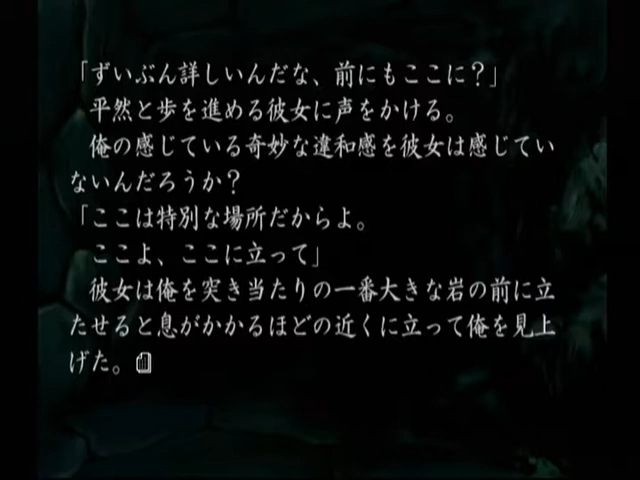 「ずいぶん詳しいんだな、前にもここに？」
平然と歩を進める彼女に声をかける。
俺の感じている奇妙な違和感を彼女は感じてい
ないんだろうか？
「ここは特別な場所だからよ。
ここよ、ここに立って」
彼女は俺を突き当たりの一番大きな岩の前に立
たせると息がかかるほどの近くに立って俺を見上
げた。